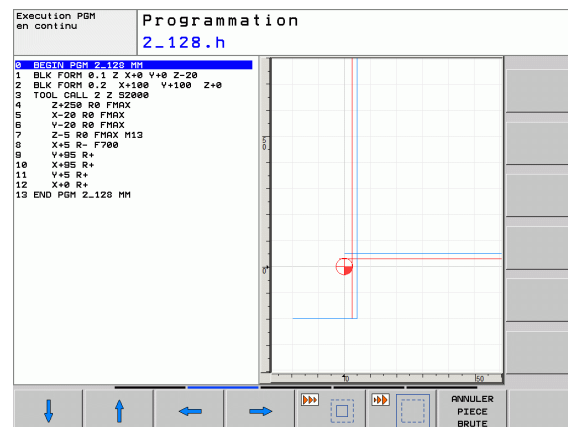 Execution PGM
en continu
Programmation
2_128.h
0 BEGIN PGM 2_128 MM
1 BLK FORM 0.1 Z X+0 Y+0 Z-20
2 BLK FORM 0.2 X+100 Y+100 Z+0
3 TOOL CALL 2 Z S2000
4 Z+250 R0 FMAX
5 X-20 R0 FMAX
6 Y-20 R0 FMAX
7 Z-5 R0 FMAX M13
8 X+5 R- F700
9 Y+95 R+
10 X+95 R+
11 Y+5 R+
12 X+0 R+
13 END PGM 2_128 MM
50
0
0
50
ANNULER
PIECE
BRUTE